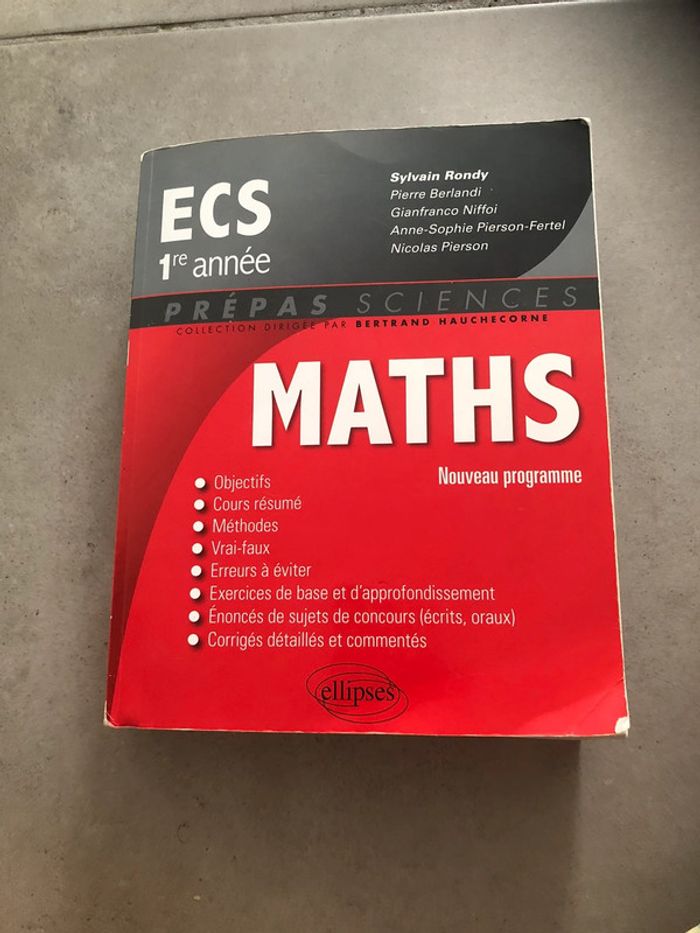 ECS
1re année
Sylvain Rondy
Pierre Berlandi
Gianfranco Niffoi
Anne-Sophie Pierson-Fertel
Nicolas Pierson
PRÉPAS SCIENCES
COLLECTION DIRIGÉE PAR BERTRAND HAUCHECORNE
MATHS
Nouveau programme
• Objectifs
• Cours résumé
• Méthodes
• Vrai-faux
• Erreurs à éviter
• Exercices de base et d'approfondissement
• Énoncés de sujets de concours (écrits, oraux)
• Corrigés détaillés et commentés
ellipses